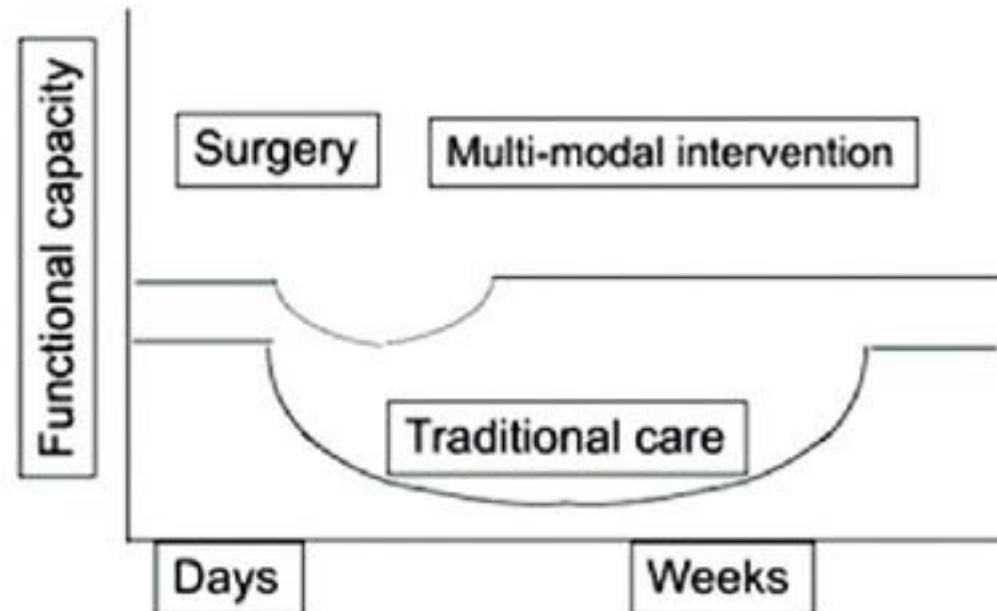 Functional capacity
Surgery
Multi-modal intervention
Traditional care
Days
Weeks